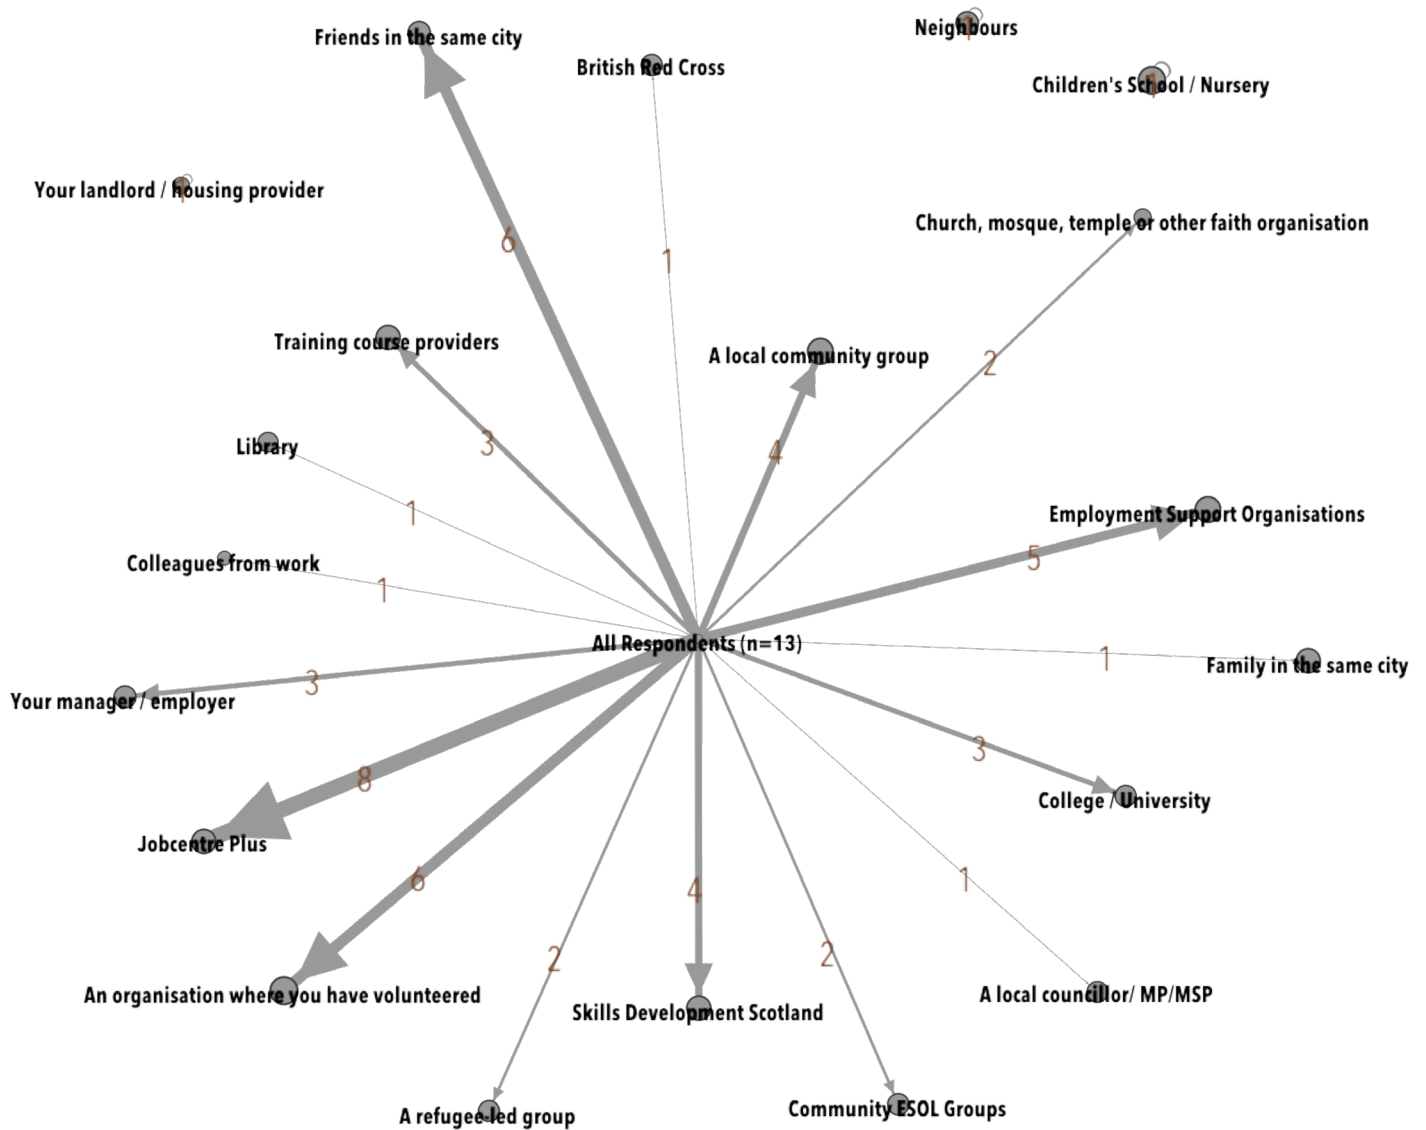 Friends in the same city
British Red Cross
Neighbours
1
Children's School / Nursery
1
Your landlord / housing provider
1
Church, mosque, temple or other faith organisation
6
1
Training course providers
A local community group
2
3
4
Library
1
Employment Support Organisations
5
Colleagues from work
1
All Respondents (n=13)
1
Family in the same city
3
Your manager / employer
3
8
College / University
Jobcentre Plus
6
4
1
An organisation where you have volunteered
A local councillor/ MP/MSP
2
2
Skills Development Scotland
A refugee-led group
Community ESOL Groups